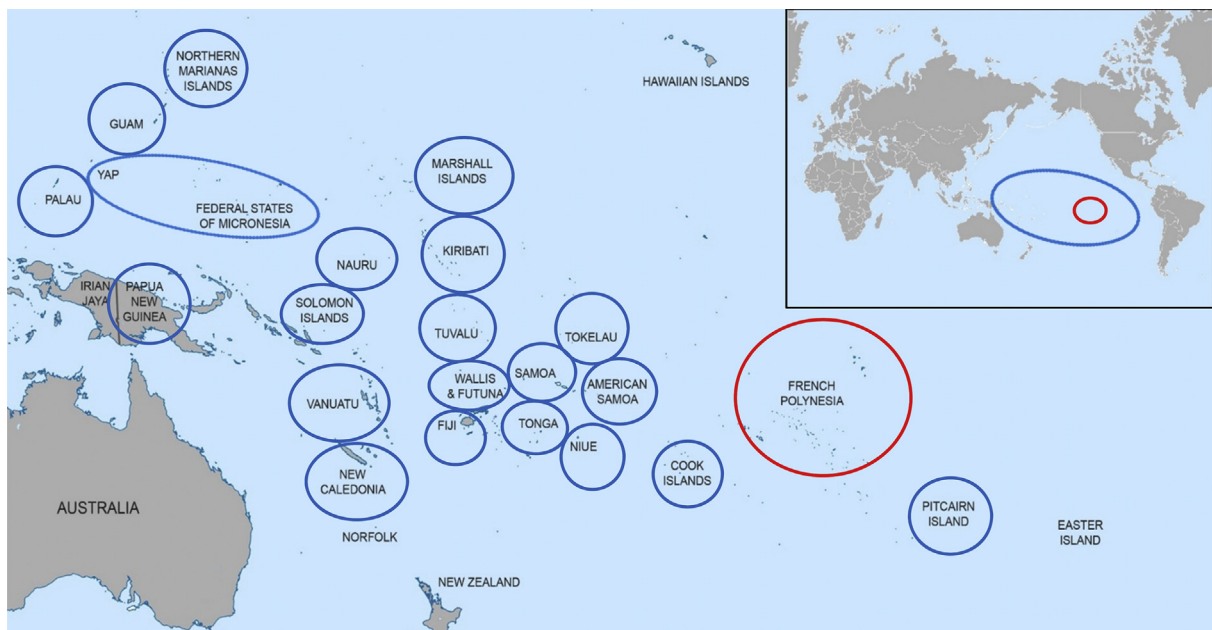 NORTHERN
MARIANAS
ISLANDS
HAWAIIAN ISLANDS
GUAM
YAP
PALAU
FEDERAL STATES
OF MICRONESIA
MARSHALL
ISLANDS
KIRIBATI
NAURU
IRIAN
JAYA
PAPUA
NEW
GUINEA
SOLOMON
ISLANDS
TUVALU
TOKELAU
WALLIS
& FUTUNA
SAMOA
AMERICAN
SAMOA
FRENCH
POLYNESIA
VANUATU
FIJI
TONGA
NIUE
COOK
ISLANDS
NEW
CALEDONIA
PITCAIRN
ISLAND
AUSTRALIA
NORFOLK
EASTER
ISLAND
NEW ZEALAND